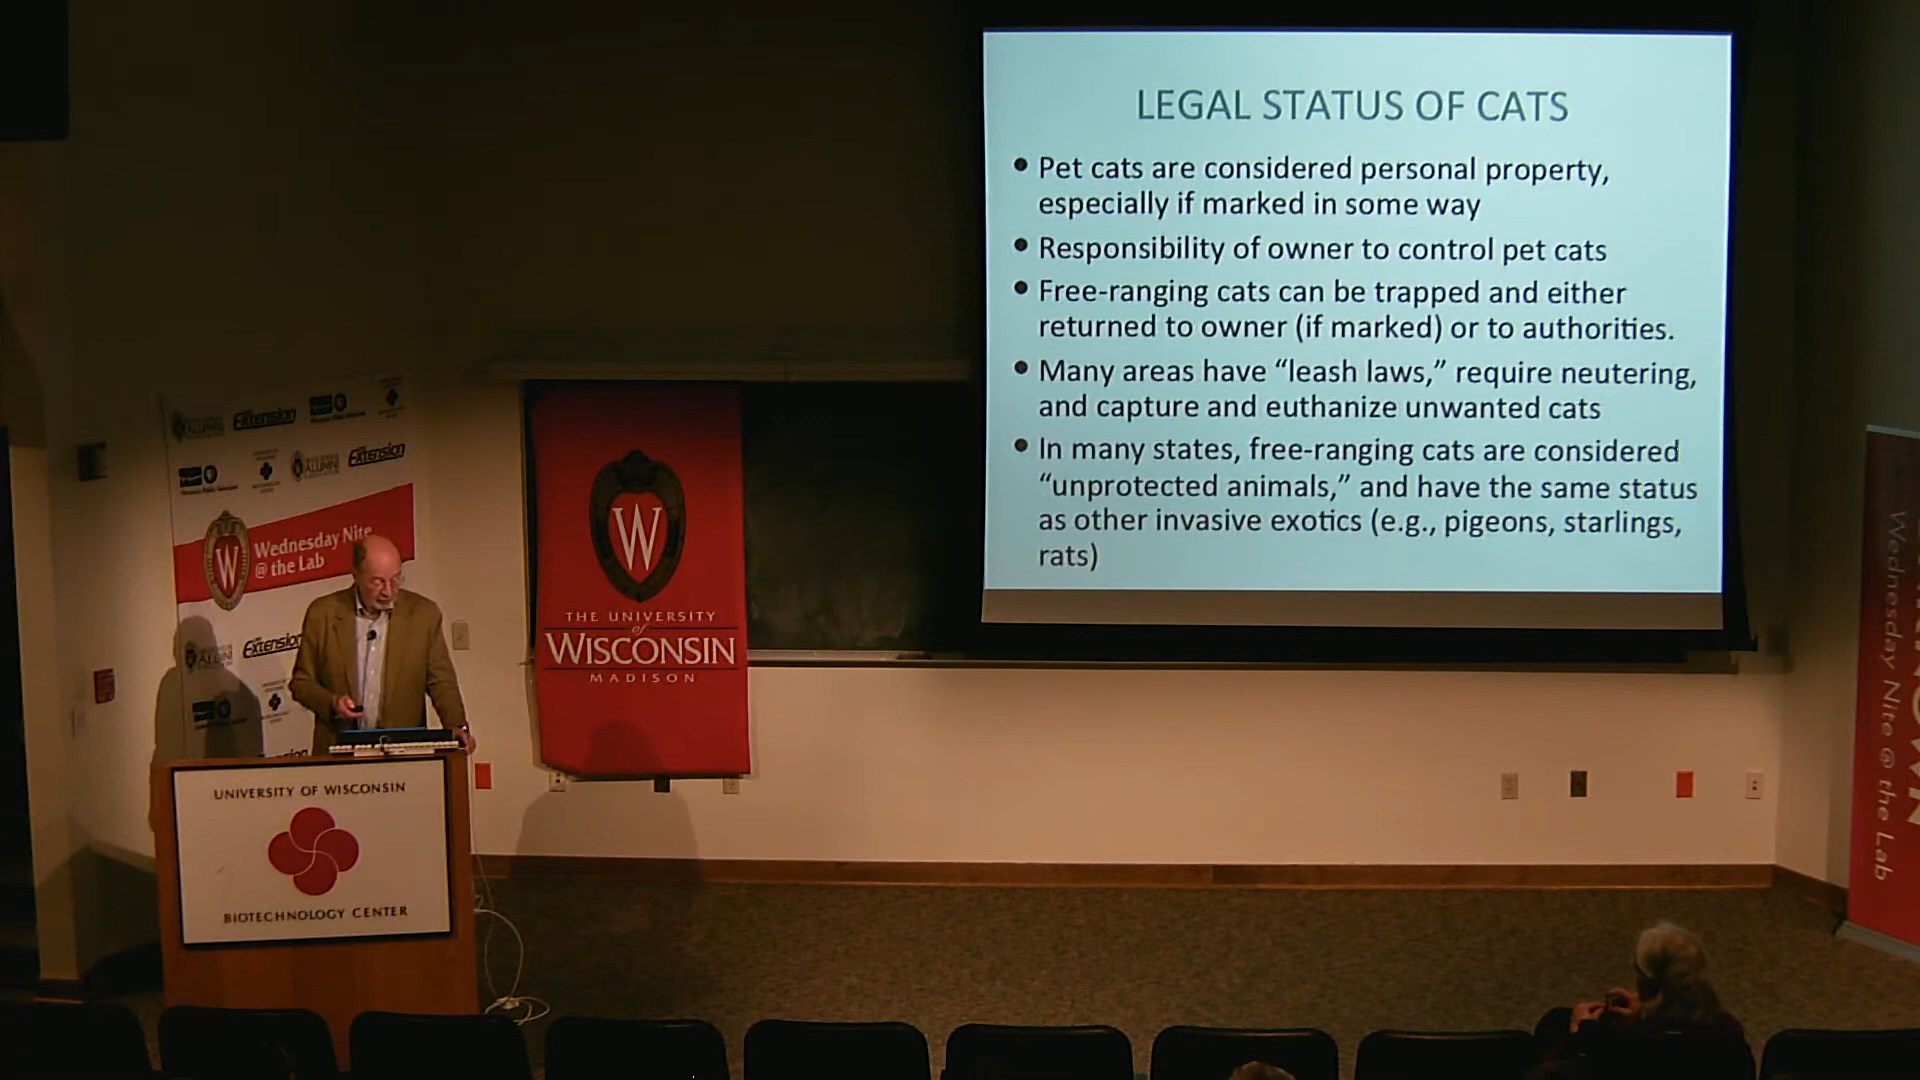 LEGAL STATUS OF CATS
• Pet cats are considered personal property,
especially if marked in some way
• Responsibility of owner to control pet cats
• Free-ranging cats can be trapped and either
returned to owner (if marked) or to authorities.
• Many areas have “leash laws,” require neutering,
and capture and euthanize unwanted cats
• In many states, free-ranging cats are considered
“unprotected animals,” and have the same status
as other invasive exotics (e.g., pigeons, starlings,
rats)
Extension
ALUMNI
Extension
W
Wednesday Nite
@ the Lab
ALUMNI
Extension
W
THE UNIVERSITY
of
WISCONSIN
MADISON
UNIVERSITY OF WISCONSIN
BIOTECHNOLOGY CENTER
Wednesday Nite @ the Lab